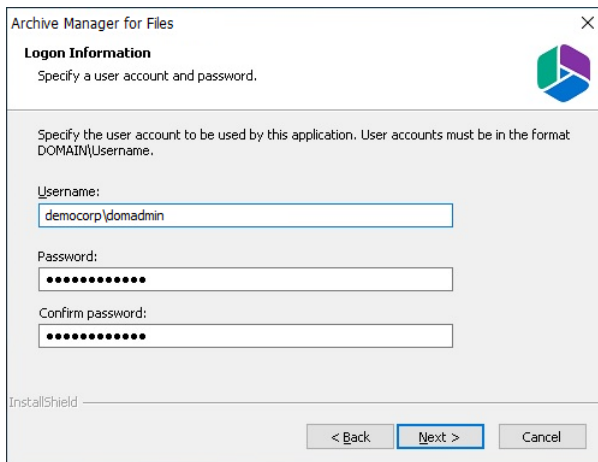 Archive Manager for Files
Logon Information
Specify a user account and password.
Specify the user account to be used by this application. User accounts must be in the format
DOMAIN\Username.
Username:
democorp\domadmin
Password:
●●●●●●●●●●●●
Confirm password:
●●●●●●●●●●●●
InstallShield
< Back Next > Cancel